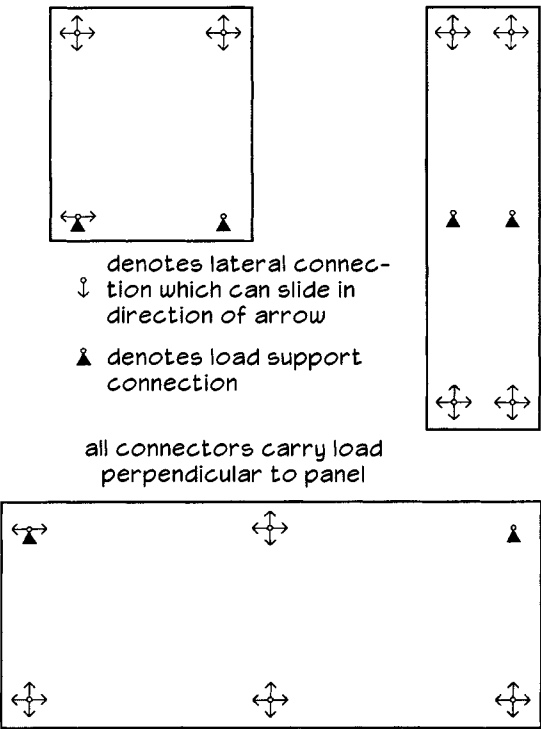 denotes lateral connec-
tion which can slide in
direction of arrow
denotes load support
connection
all connectors carry load
perpendicular to panel